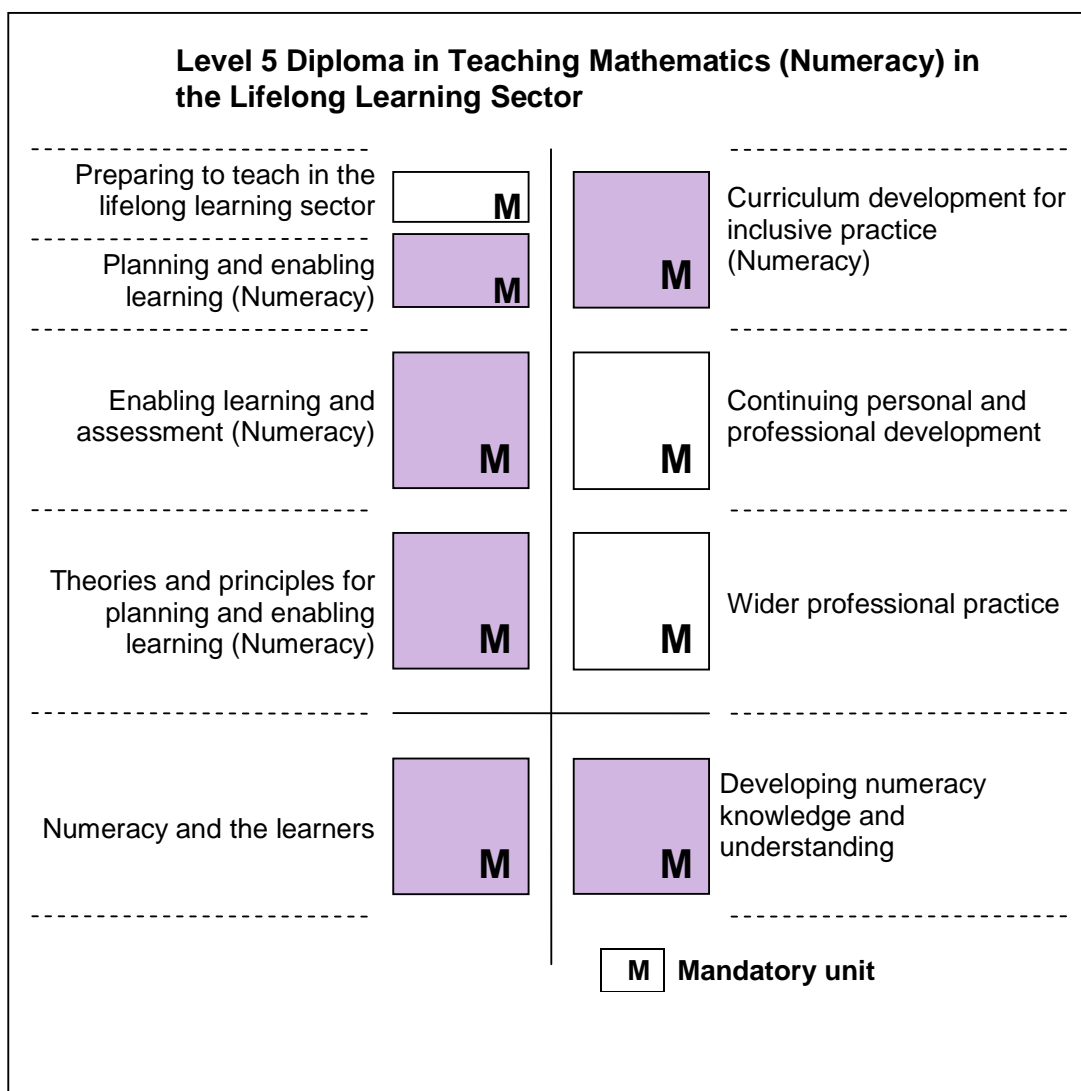 Level 5 Diploma in Teaching Mathematics (Numeracy) in
the Lifelong Learning Sector
Preparing to teach in the
lifelong learning sector
M
Planning and enabling
learning (Numeracy)
M
Enabling learning and
assessment (Numeracy)
M
Theories and principles for
planning and enabling
learning (Numeracy)
M
Numeracy and the learners
M
Curriculum development for
inclusive practice
(Numeracy)
M
Continuing personal and
professional development
M
Wider professional practice
M
Developing numeracy
knowledge and
understanding
M
M Mandatory unit